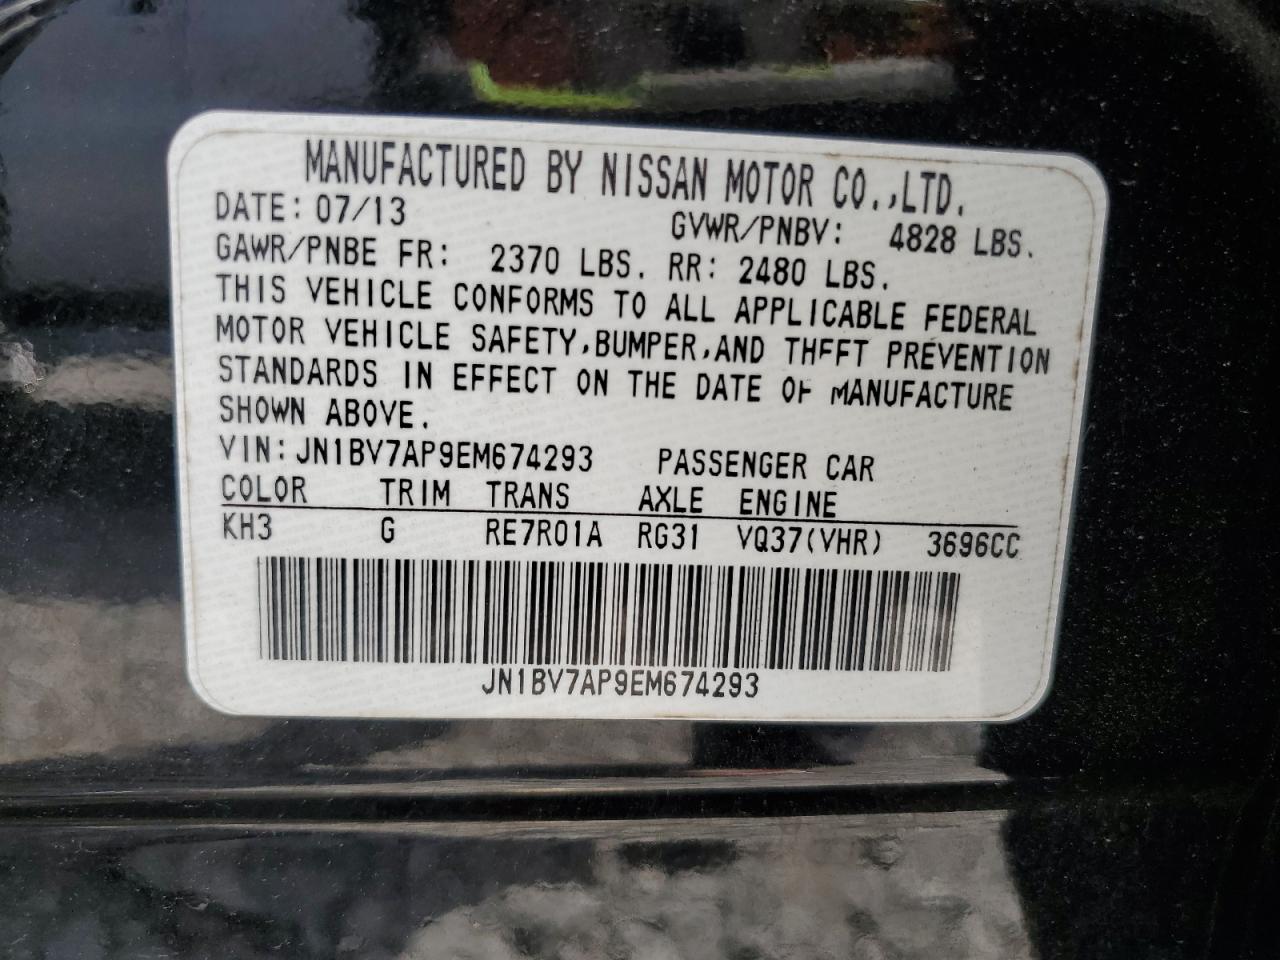 MANUFACTURED BY NISSAN MOTOR CO.,LTD.
DATE: 07/13 GVWR/PNBV: 4828 LBS.
GAWR/PNBE FR: 2370 LBS. RR: 2480 LBS.
THIS VEHICLE CONFORMS TO ALL APPLICABLE FEDERAL
MOTOR VEHICLE SAFETY,BUMPER,AND THEFT PREVENTION
STANDARDS IN EFFECT ON THE DATE OF MANUFACTURE
SHOWN ABOVE.
VIN:JN1BV7AP9EM674293 PASSENGER CAR
COLOR TRIM TRANS AXLE ENGINE
KH3 G RE7R01A RG31 VQ37(VHR) 3696CC
JN1BV7AP9EM674293